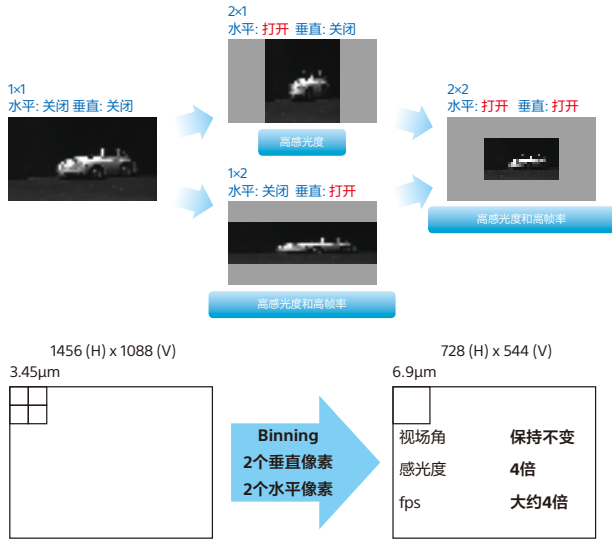 2×1
水平: 打开 垂直: 关闭
1×1
水平: 关闭 垂直: 关闭
高感光度
2×2
水平: 打开 垂直: 打开
1×2
水平: 关闭 垂直: 打开
高感光度和高帧率
高感光度和高帧率
1456 (H) x 1088 (V)
3.45μm
Binning
2个垂直像素
2个水平像素
728 (H) x 544 (V)
6.9μm
视场角 保持不变
感光度 4倍
fps 大约4倍